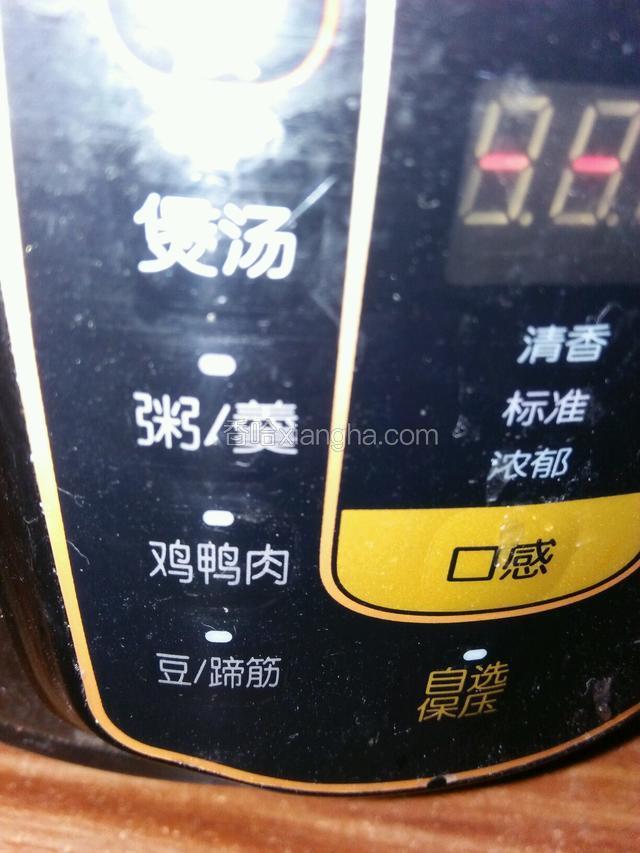 煲汤
粥/羹
鸡鸭肉
豆/蹄筋
清香
标准
浓郁
口感
自选
保压
香哈xiangha.com